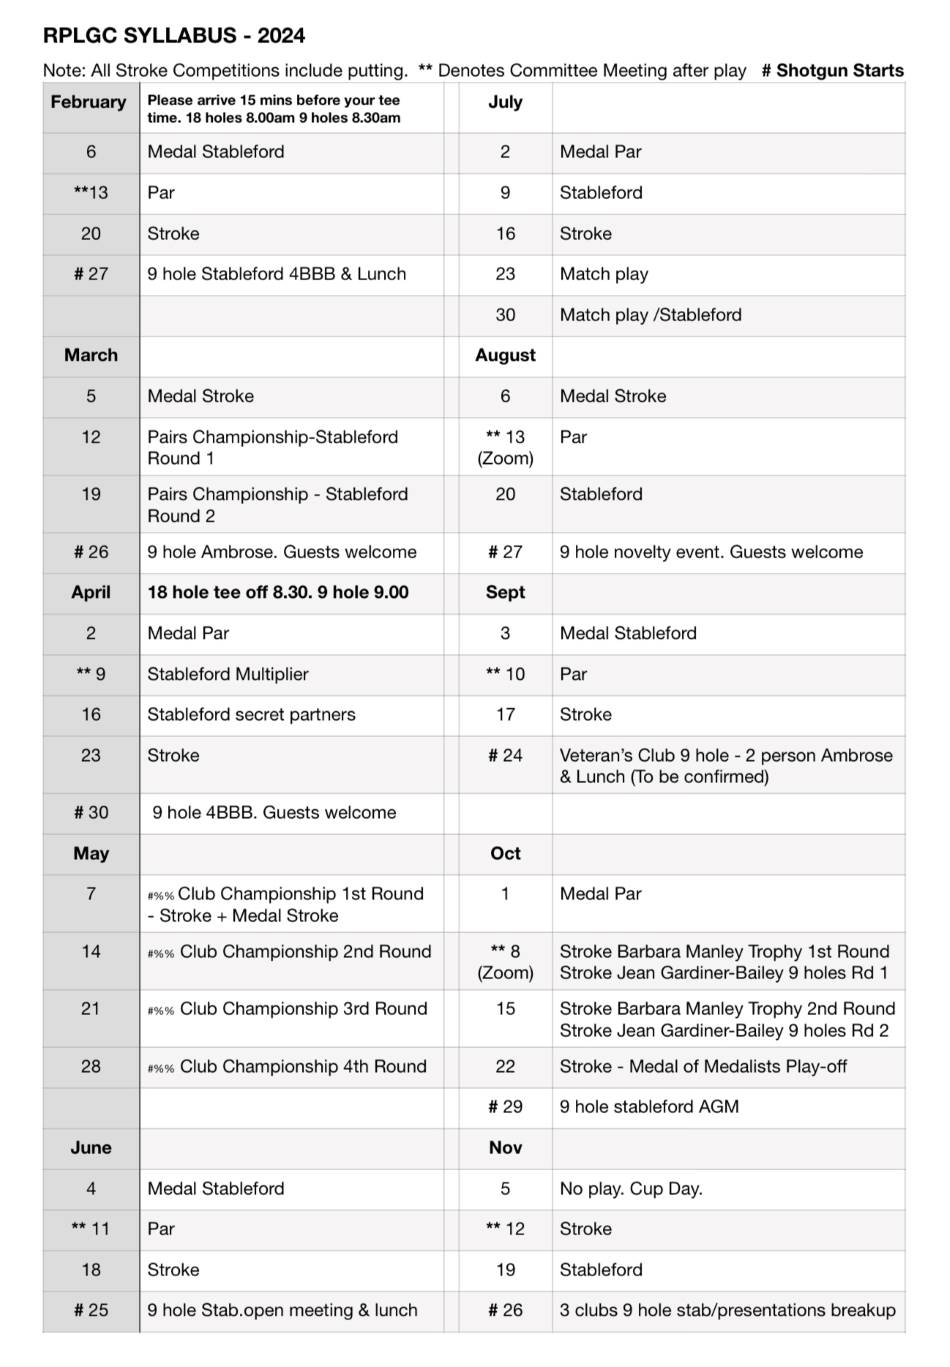 RPLGC SYLLABUS - 2024
Note: All Stroke Competitions include putting. ** Denotes Committee Meeting after play # Shotgun Starts
February Please arrive 15 mins before your tee
time. 18 holes 8.00am 9 holes 8.30am
6 Medal Stableford
**13 Par
20 Stroke
# 27 9 hole Stableford 4BBB & Lunch
March
5 Medal Stroke
12 Pairs Championship-Stableford
Round 1
19 Pairs Championship - Stableford
Round 2
# 26 9 hole Ambrose. Guests welcome
April 18 hole tee off 8.30. 9 hole 9.00
2 Medal Par
** 9 Stableford Multiplier
16 Stableford secret partners
23 Stroke
# 30 9 hole 4BBB. Guests welcome
May
7 #%% Club Championship 1st Round
- Stroke + Medal Stroke
14 #%% Club Championship 2nd Round
21 #%% Club Championship 3rd Round
28 #%% Club Championship 4th Round
June
4 Medal Stableford
** 11 Par
18 Stroke
# 25 9 hole Stab.open meeting & lunch
July
2 Medal Par
9 Stableford
16 Stroke
23 Match play
30 Match play /Stableford
August
6 Medal Stroke
** 13 Par
(Zoom)
20 Stableford
# 27 9 hole novelty event. Guests welcome
Sept
3 Medal Stableford
** 10 Par
17 Stroke
# 24 Veteran's Club 9 hole - 2 person Ambrose
& Lunch (To be confirmed)
Oct
1 Medal Par
** 8 Stroke Barbara Manley Trophy 1st Round
(Zoom) Stroke Jean Gardiner-Bailey 9 holes Rd 1
15 Stroke Barbara Manley Trophy 2nd Round
Stroke Jean Gardiner-Bailey 9 holes Rd 2
22 Stroke - Medal of Medalists Play-off
# 29 9 hole stableford AGM
Nov
5 No play. Cup Day.
** 12 Stroke
19 Stableford
# 26 3 clubs 9 hole stab/presentations breakup